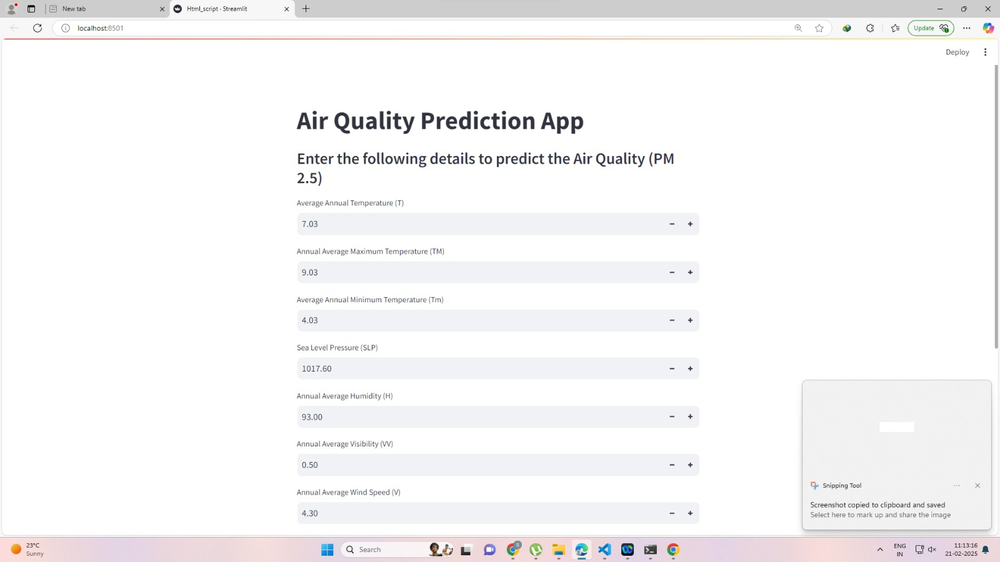 New tab
Html_script · Streamlit
localhost:8501
Update
Deploy
Air Quality Prediction App
Enter the following details to predict the Air Quality (PM
2.5)
Average Annual Temperature (T)
7.03
Annual Average Maximum Temperature (TM)
9.03
Average Annual Minimum Temperature (Tm)
4.03
Sea Level Pressure (SLP)
1017.60
Annual Average Humidity (H)
93.00
Annual Average Visibility (VV)
0.50
Annual Average Wind Speed (V)
4.30
Snipping Tool
Screenshot copied to clipboard and saved
Select here to mark up and share the image
23°C
Sunny
Search
S
ENG
IN
11:13:16
21-02-2025